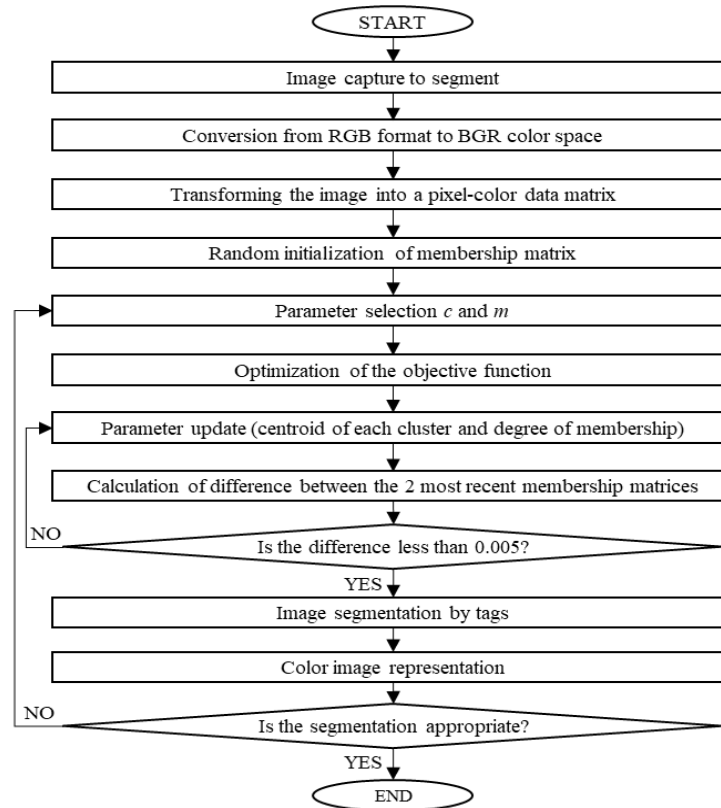 START
Image capture to segment
Conversion from RGB format to BGR color space
Transforming the image into a pixel-color data matrix
Random initialization of membership matrix
Parameter selection c and m
Optimization of the objective function
Parameter update (centroid of each cluster and degree of membership)
Calculation of difference between the 2 most recent membership matrices
NO
Is the difference less than 0.005?
YES
Image segmentation by tags
Color image representation
NO
Is the segmentation appropriate?
YES
END